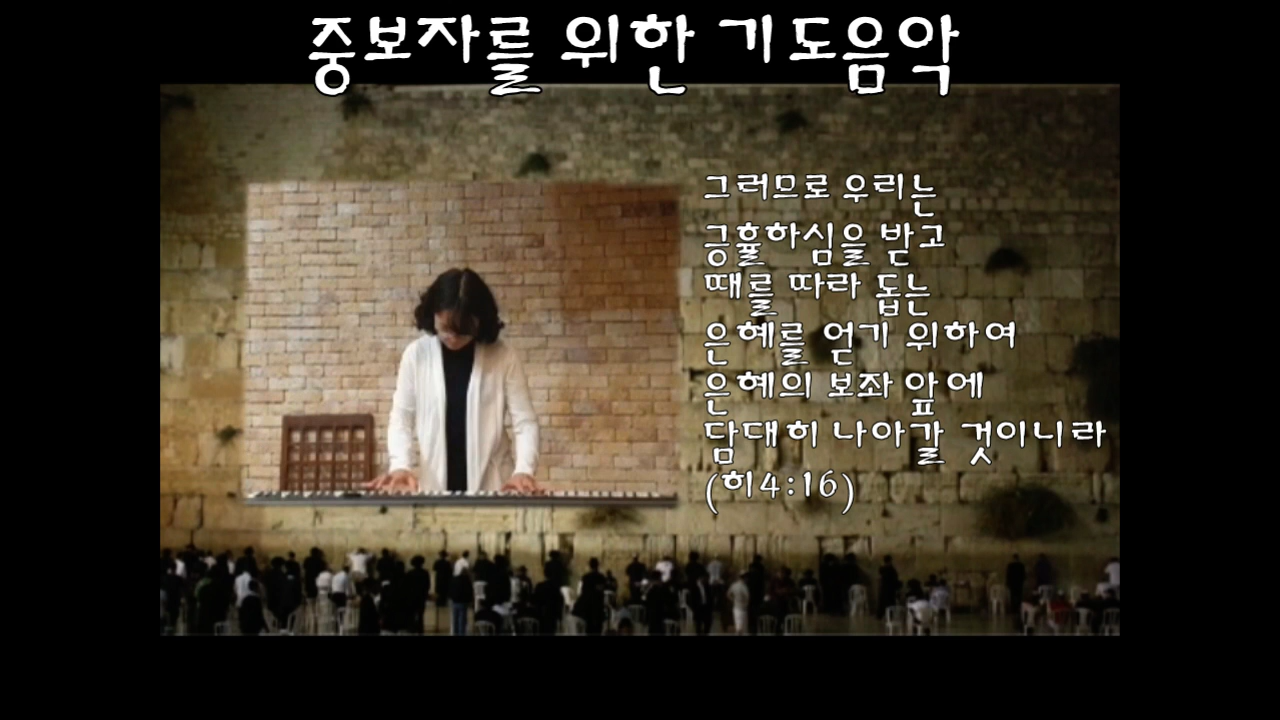 중보자를 위한 기도음악
그러므로 우리는
긍휼하심을 받고
때를 따라 돕는
은혜를 얻기 위하여
은혜의 보좌 앞에
담대히 나아갈 것이니라
(히4:16)